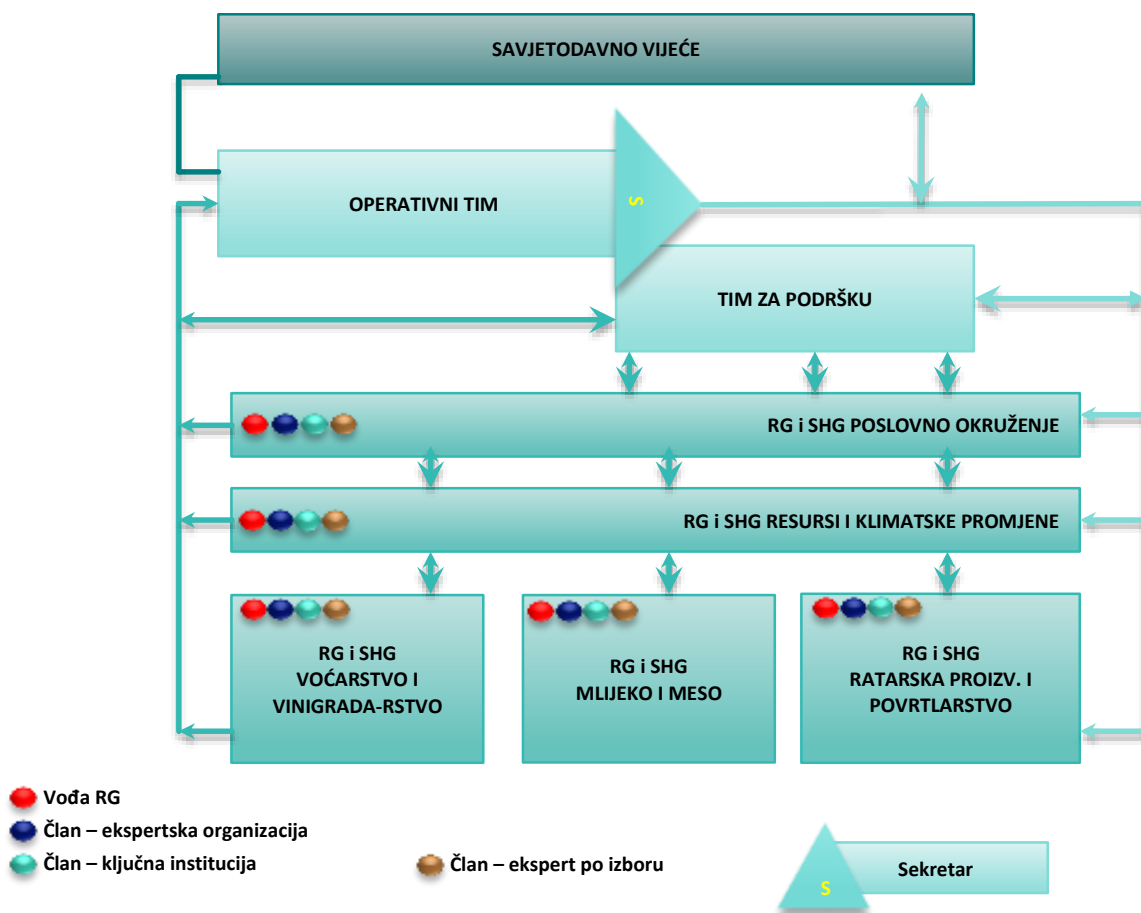 SAVJETODAVNO VIJEĆE
OPERATIVNI TIM
S
TIM ZA PODRŠKU
RG i SHG POSLOVNO OKRUŽENJE
RG i SHG RESURSI I KLIMATSKE PROMJENE
RG i SHG
VOĆARSTVO I
VINIGRADA-RSTVO
RG i SHG
MLIJEKO I MESO
RG i SHG
RATARSKA PROIZV. I
POVRTLARSTVO
Vođa RG
Član – ekspertska organizacija
Član – ključna institucija
Član – ekspert po izboru
S
Sekretar